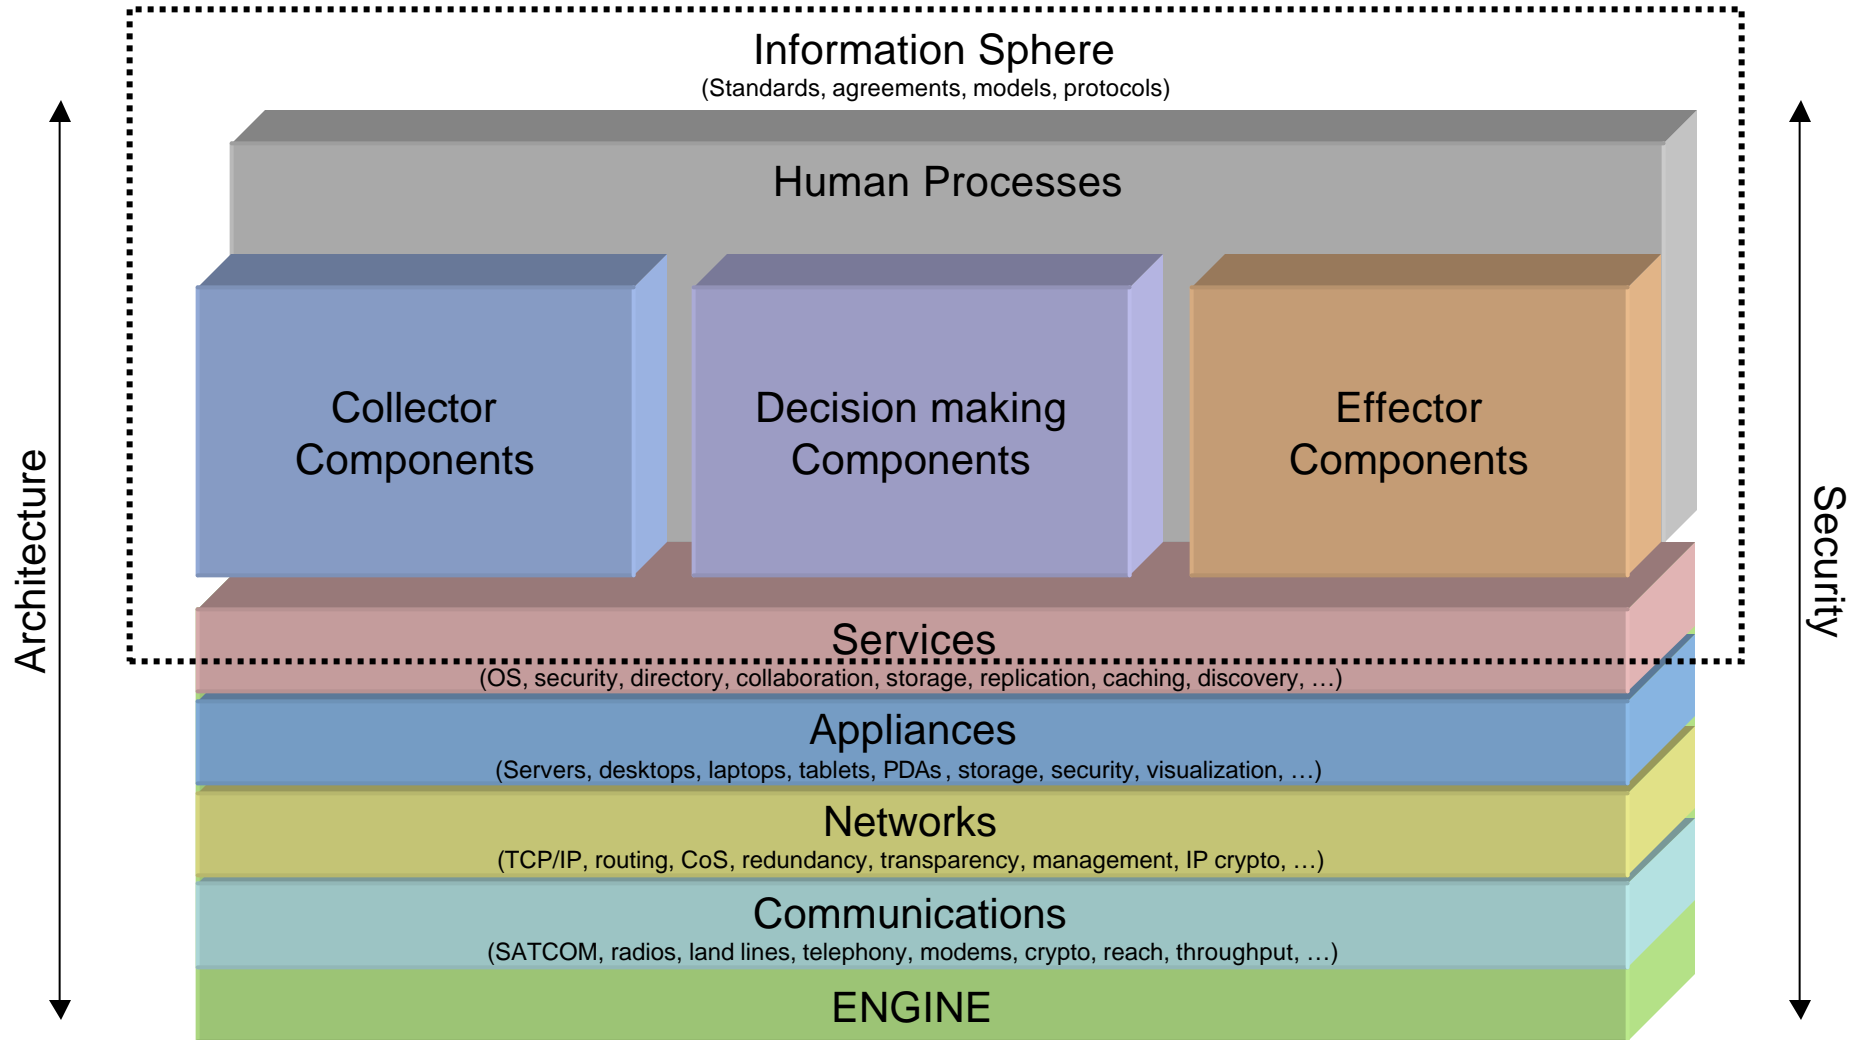 Information Sphere
(Standards, agreements, models, protocols)
Human Processes
Collector
Components
Decision making
Components
Effector
Components
Architecture
Security
Services
(OS, security, directory, collaboration, storage, replication, caching, discovery, …)
Appliances
(Servers, desktops, laptops, tablets, PDAs , storage, security, visualization, …)
Networks
(TCP/IP, routing, CoS, redundancy, transparency, management, IP crypto, …)
Communications
(SATCOM, radios, land lines, telephony, modems, crypto, reach, throughput, …)
ENGINE